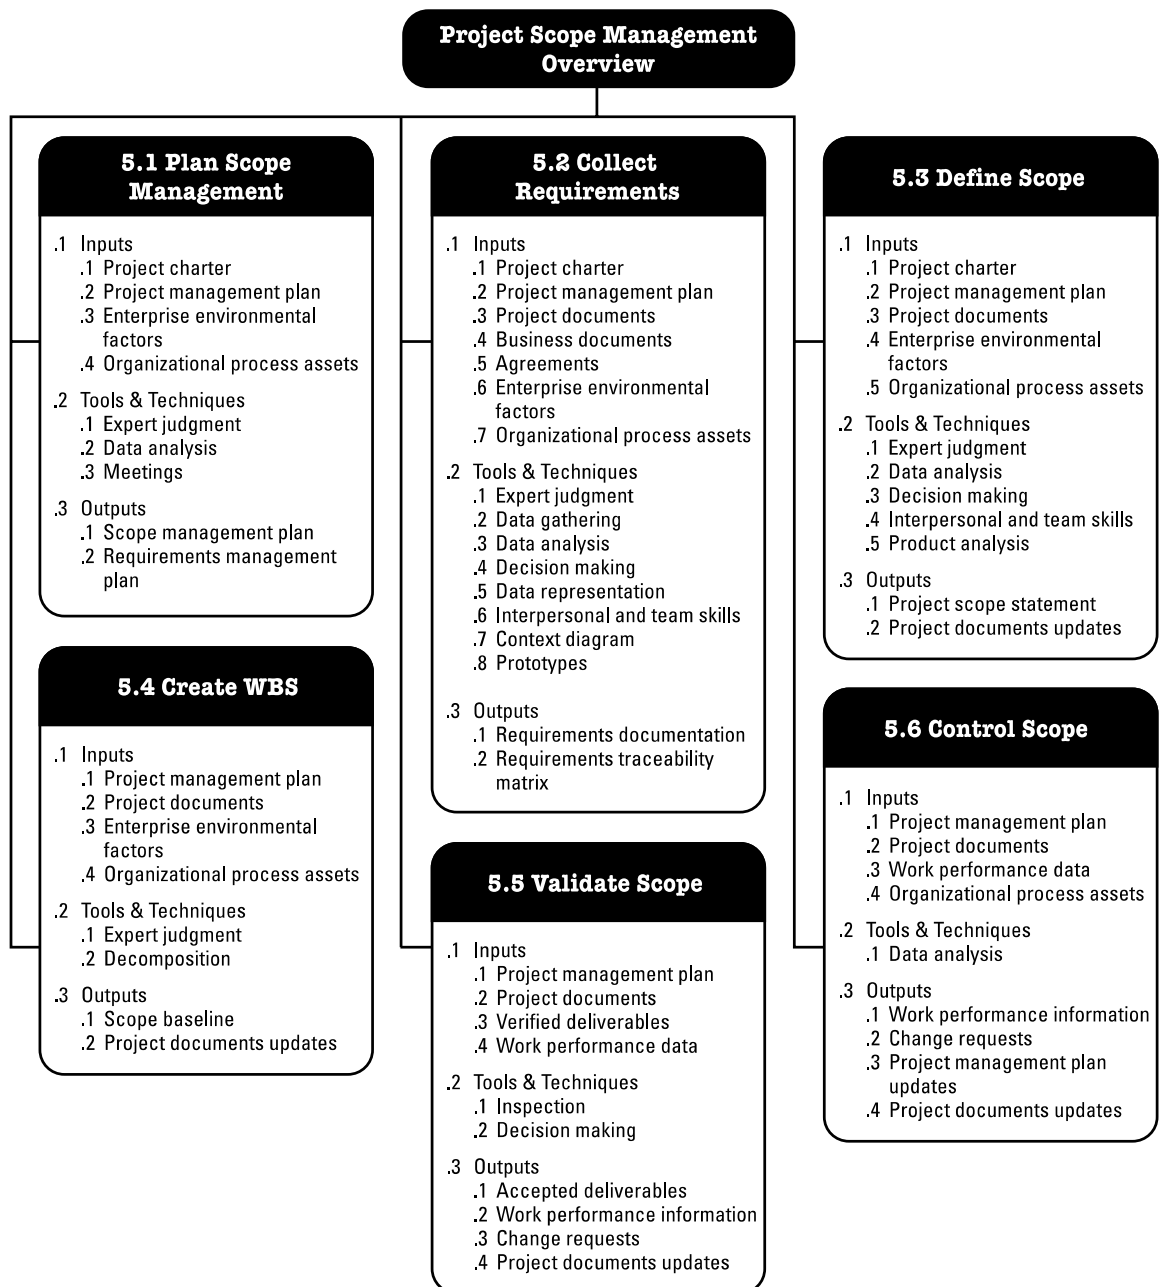 Project Scope Management
Overview
5.1 Plan Scope
Management
.1 Inputs
.1 Project charter
.2 Project management plan
.3 Enterprise environmental
factors
.4 Organizational process assets
.2 Tools & Techniques
.1 Expert judgment
.2 Data analysis
.3 Meetings
.3 Outputs
.1 Scope management plan
.2 Requirements management
plan
5.2 Collect
Requirements
.1 Inputs
.1 Project charter
.2 Project management plan
.3 Project documents
.4 Business documents
.5 Agreements
.6 Enterprise environmental
factors
.7 Organizational process assets
.2 Tools & Techniques
.1 Expert judgment
.2 Data gathering
.3 Data analysis
.4 Decision making
.5 Data representation
.6 Interpersonal and team skills
.7 Context diagram
.8 Prototypes
.3 Outputs
.1 Requirements documentation
.2 Requirements traceability
matrix
5.3 Define Scope
.1 Inputs
.1 Project charter
.2 Project management plan
.3 Project documents
.4 Enterprise environmental
factors
.5 Organizational process assets
.2 Tools & Techniques
.1 Expert judgment
.2 Data analysis
.3 Decision making
.4 Interpersonal and team skills
.5 Product analysis
.3 Outputs
.1 Project scope statement
.2 Project documents updates
5.4 Create WBS
.1 Inputs
.1 Project management plan
.2 Project documents
.3 Enterprise environmental
factors
.4 Organizational process assets
.2 Tools & Techniques
.1 Expert judgment
.2 Decomposition
.3 Outputs
.1 Scope baseline
.2 Project documents updates
5.5 Validate Scope
.1 Inputs
.1 Project management plan
.2 Project documents
.3 Verified deliverables
.4 Work performance data
.2 Tools & Techniques
.1 Inspection
.2 Decision making
.3 Outputs
.1 Accepted deliverables
.2 Work performance information
.3 Change requests
.4 Project documents updates
5.6 Control Scope
.1 Inputs
.1 Project management plan
.2 Project documents
.3 Work performance data
.4 Organizational process assets
.2 Tools & Techniques
.1 Data analysis
.3 Outputs
.1 Work performance information
.2 Change requests
.3 Project management plan
updates
.4 Project documents updates